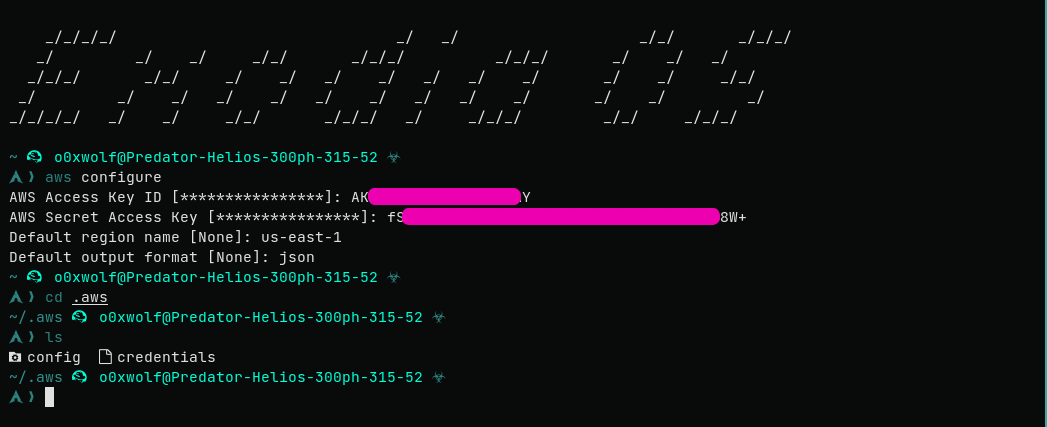 Exodia OS
~ o0xwolf@Predator-Helios-300ph-315-52
❯ aws configure
AWS Access Key ID [****************]: AK Y
AWS Secret Access Key [****************]: fS 8W+
Default region name [None]: us-east-1
Default output format [None]: json
~ o0xwolf@Predator-Helios-300ph-315-52
❯ cd .aws
~/.aws o0xwolf@Predator-Helios-300ph-315-52
❯ ls
config credentials
~/.aws o0xwolf@Predator-Helios-300ph-315-52
❯